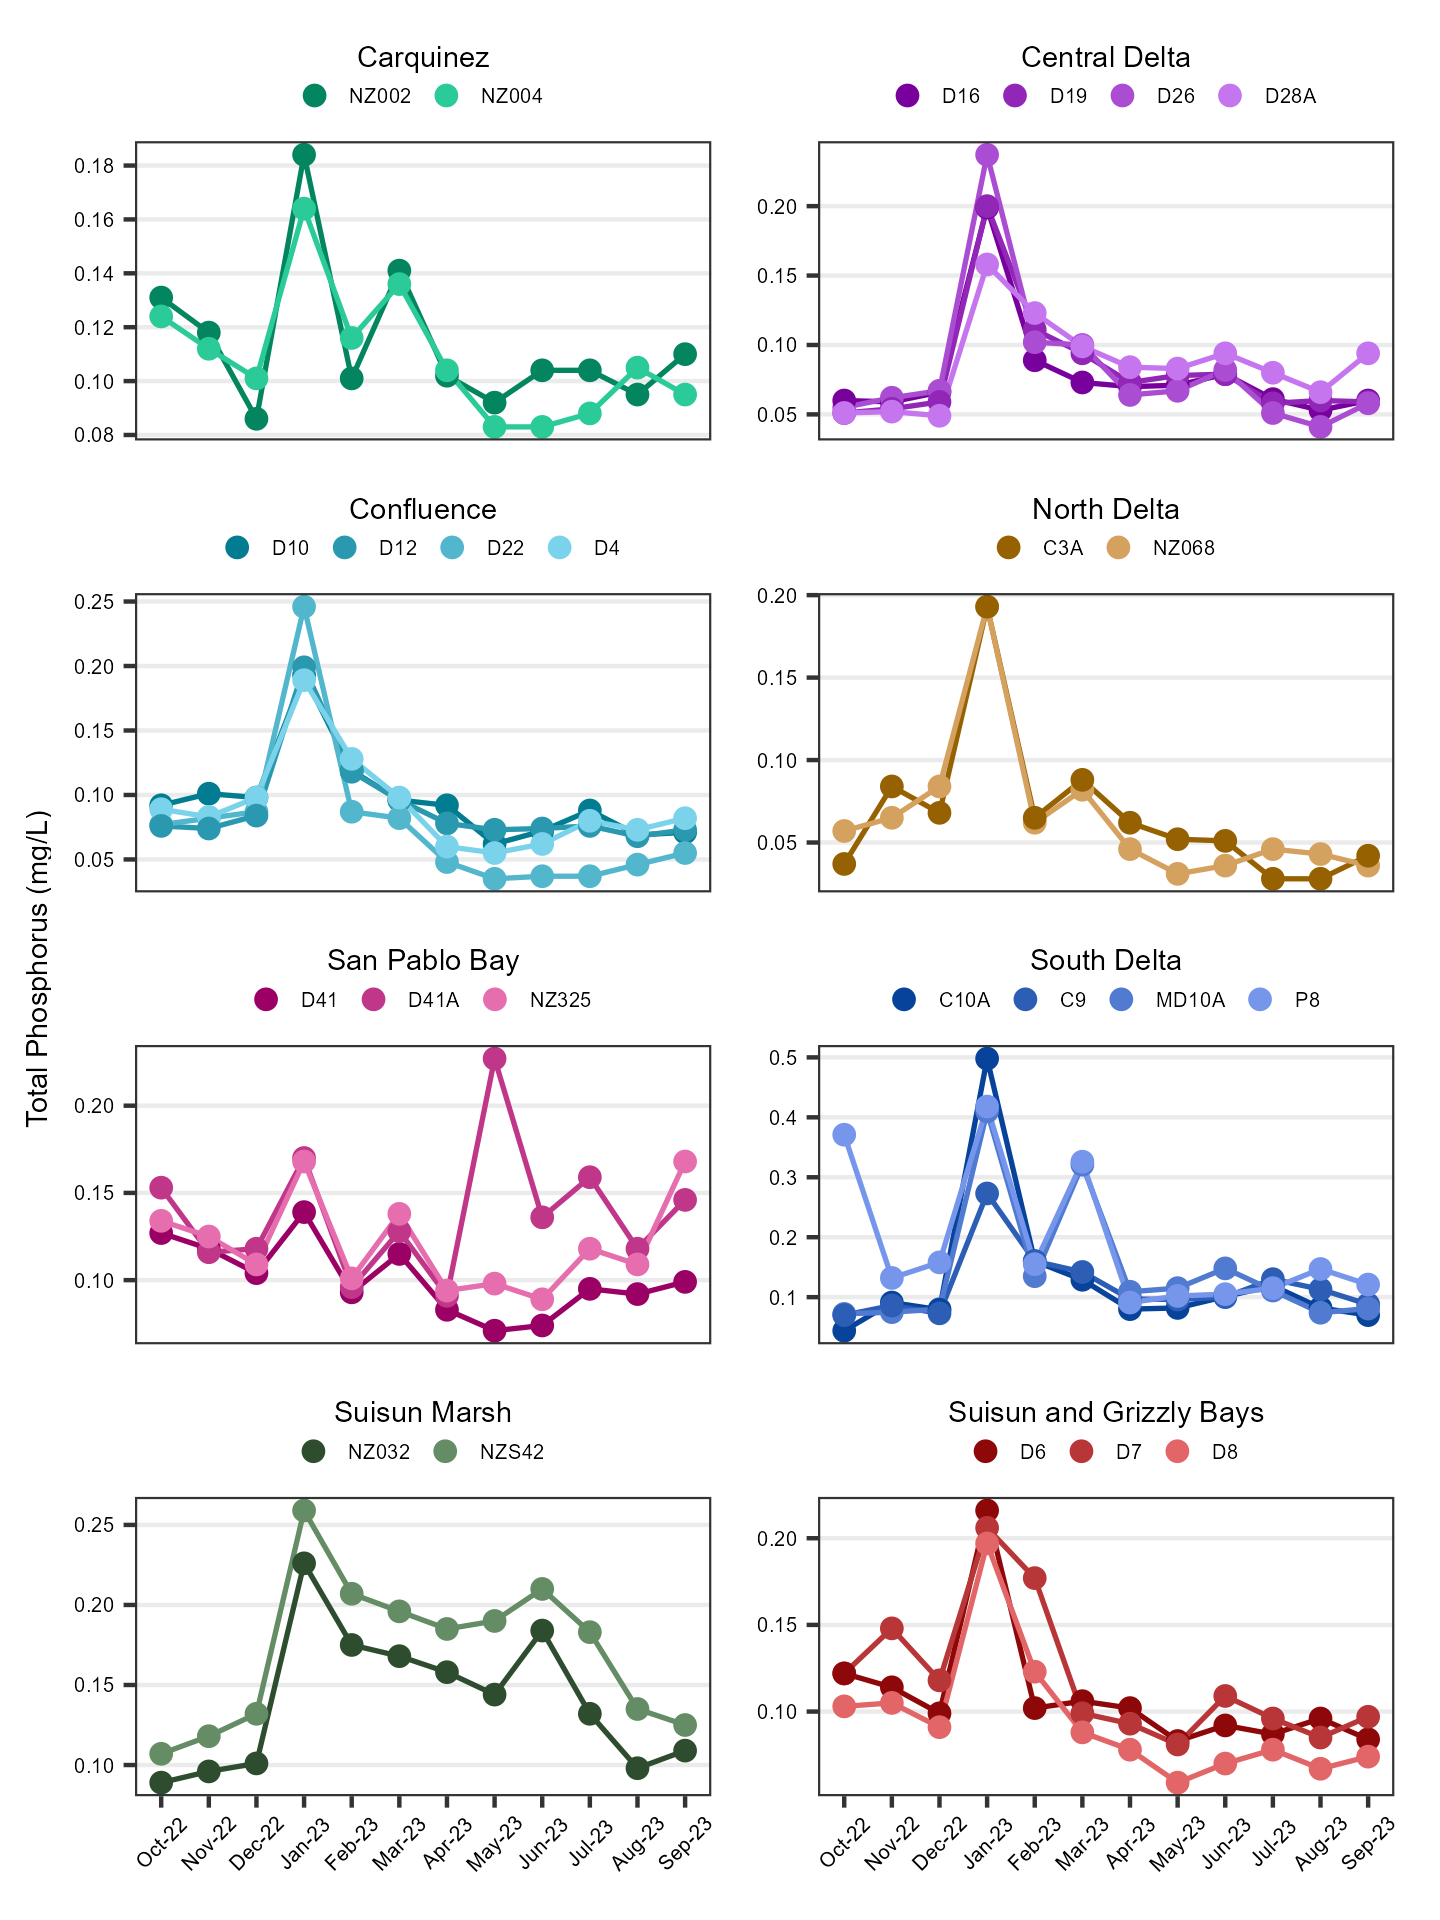 Carquinez
NZ002 NZ004
0.18
0.16
0.14
0.12
0.10
0.08
Central Delta
D16 D19 D26 D28A
0.20
0.15
0.10
0.05
Confluence
D10 D12 D22 D4
0.25
0.20
0.15
0.10
0.05
North Delta
C3A NZ068
0.20
0.15
0.10
0.05
Total Phosphorus (mg/L)
San Pablo Bay
D41 D41A NZ325
0.20
0.15
0.10
South Delta
C10A C9 MD10A P8
0.5
0.4
0.3
0.2
0.1
Suisun Marsh
NZ032 NZS42
0.25
0.20
0.15
0.10
Oct-22 Nov-22 Dec-22 Jan-23 Feb-23 Mar-23 Apr-23 May-23 Jun-23 Jul-23 Aug-23 Sep-23
Suisun and Grizzly Bays
D6 D7 D8
0.20
0.15
0.10
Oct-22 Nov-22 Dec-22 Jan-23 Feb-23 Mar-23 Apr-23 May-23 Jun-23 Jul-23 Aug-23 Sep-23